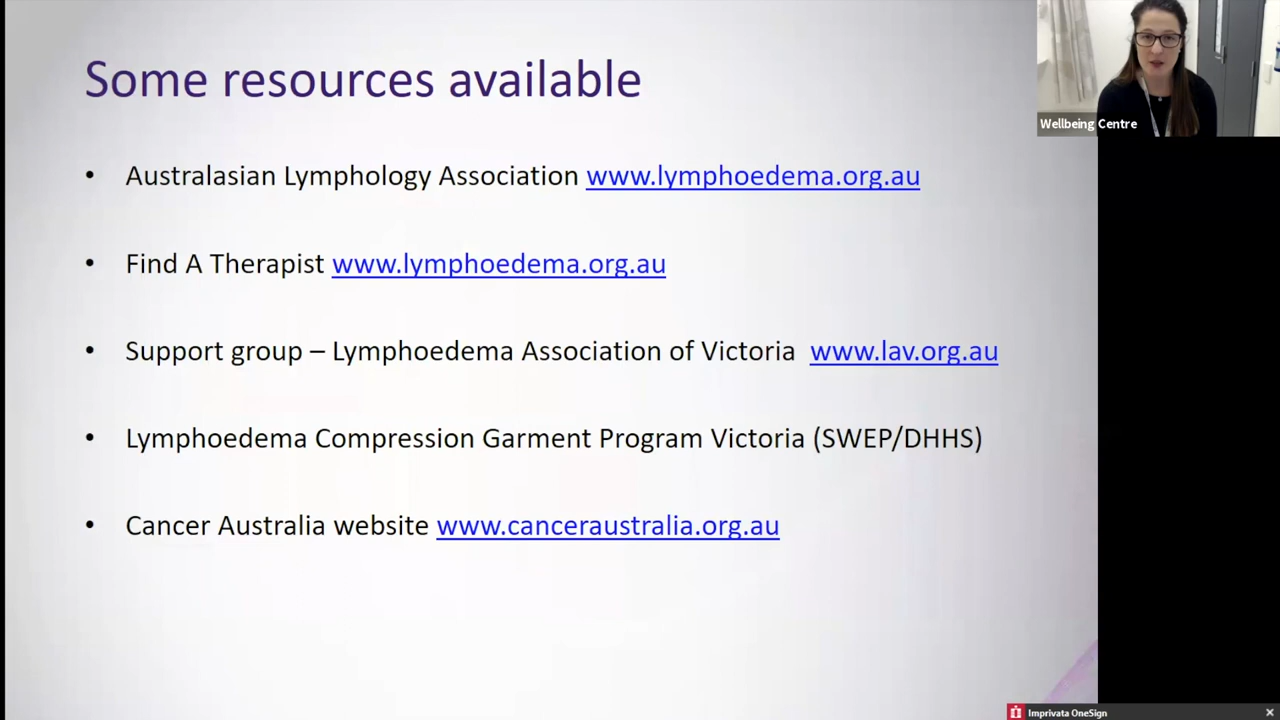 Some resources available
Wellbeing Centre
• Australasian Lymphology Association www.lymphoedema.org.au
• Find A Therapist www.lymphoedema.org.au
• Support group – Lymphoedema Association of Victoria www.lav.org.au
• Lymphoedema Compression Garment Program Victoria (SWEP/DHHS)
• Cancer Australia website www.canceraustralia.org.au
Imprivata OneSign